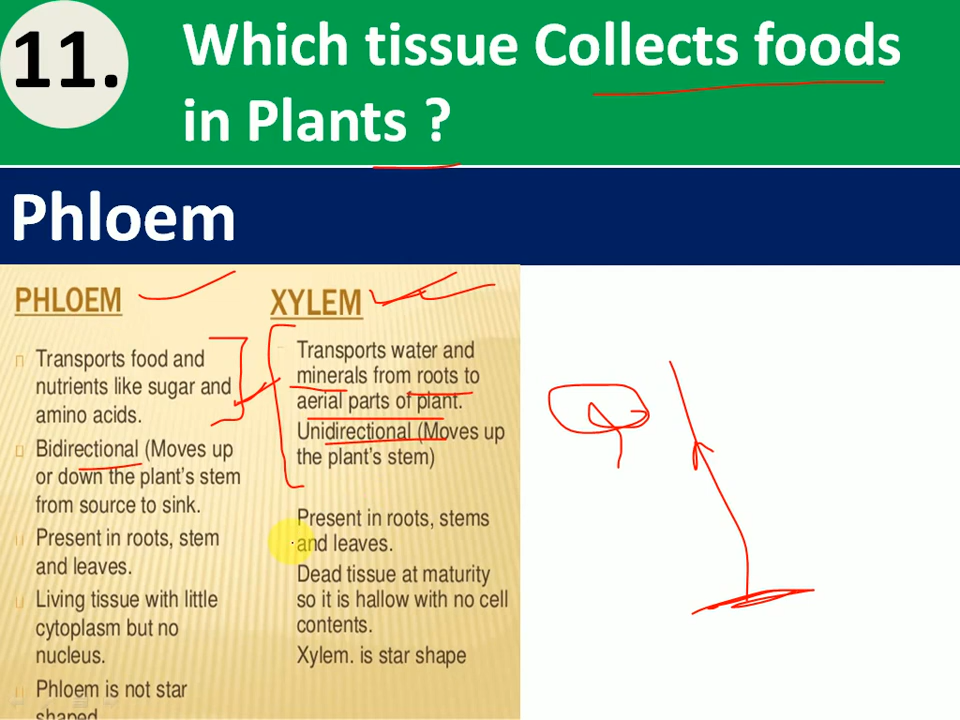 11.
Which tissue Collects foods
in Plants ?
Phloem
PHLOEM
Transports food and
nutrients like sugar and
amino acids.
Bidirectional (Moves up
or down the plant's stem
from source to sink.
Present in roots, stem
and leaves.
Living tissue with little
cytoplasm but no
nucleus.
Phloem is not star
shaped
XYLEM
Transports water and
minerals from roots to
aerial parts of plant.
Unidirectional (Moves up
the plant's stem)
Present in roots, stems
and leaves.
Dead tissue at maturity
so it is hallow with no cell
contents.
Xylem. is star shape